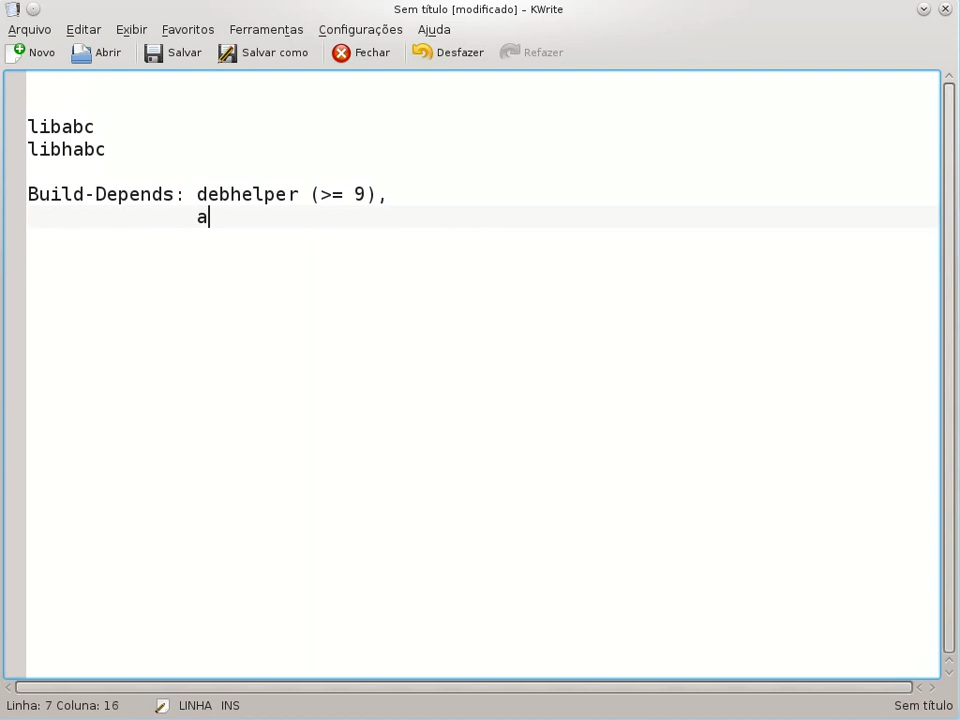 Sem título [modificado] – KWrite
Arquivo Editar Exibir Favoritos Ferramentas Configurações Ajuda
Novo Abrir Salvar Salvar como Fechar Desfazer Refazer
libabc
libhabc
Build-Depends: debhelper (>= 9),
a
Linha: 7 Coluna: 16 LINHA INS Sem título